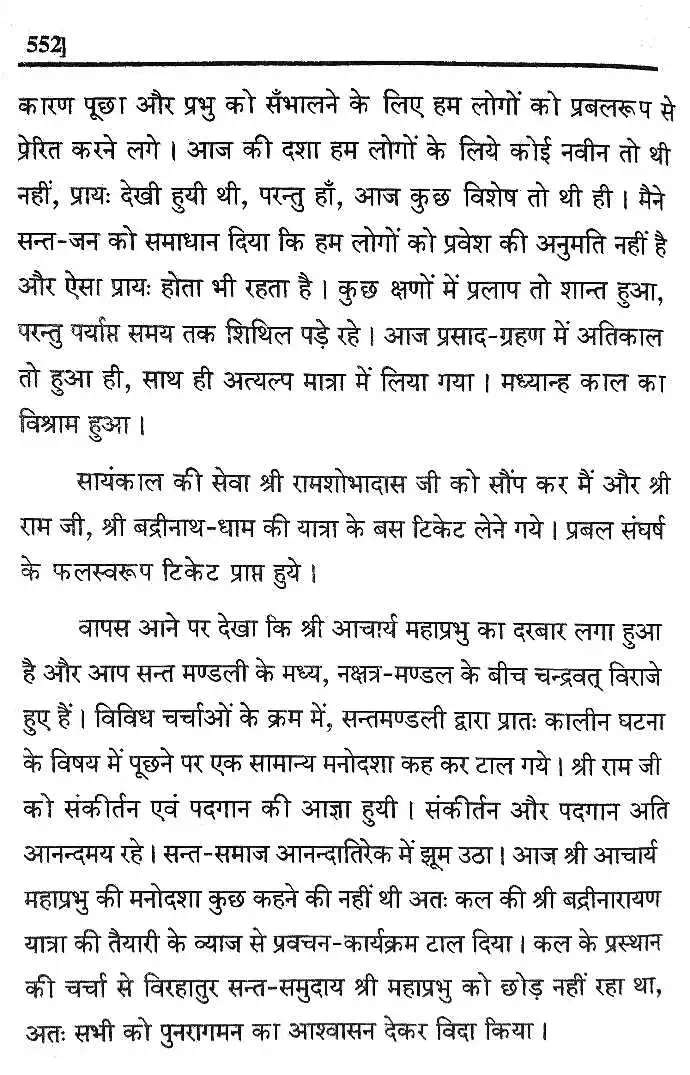 552]
कारण पूछा और प्रभु को सँभालने के लिए हम लोगों को प्रबलरूप से
प्रेरित करने लगे । आज की दशा हम लोगों के लिये कोई नवीन तो थी
नहीं, प्रायः देखी हुयी थी, परन्तु हाँ, आज कुछ विशेष तो थी ही । मैने
सन्त-जन को समाधान दिया कि हम लोगों को प्रवेश की अनुमति नहीं है
और ऐसा प्रायः होता भी रहता है । कुछ क्षणों में प्रलाप तो शान्त हुआ,
परन्तु पर्याप्त समय तक शिथिल पड़े रहे । आज प्रसाद-ग्रहण में अतिकाल
तो हुआ ही, साथ ही अत्यल्प मात्रा में लिया गया । मध्यान्ह काल का
विश्राम हुआ ।
सायंकाल की सेवा श्री रामशोभादास जी को सौंप कर मैं और श्री
राम जी, श्री बद्रीनाथ-धाम की यात्रा के बस टिकेट लेने गये । प्रबल संघर्ष
के फलस्वरूप टिकेट प्राप्त हुये ।
वापस आने पर देखा कि श्री आचार्य महाप्रभु का दरबार लगा हुआ
है और आप सन्त मण्डली के मध्य, नक्षत्र-मण्डल के बीच चन्द्रवत् विराजे
हुए हैं । विविध चर्चाओं के क्रम में, सन्तमण्डली द्वारा प्रातः कालीन घटना
के विषय में पूछने पर एक सामान्य मनोदशा कह कर टाल गये । श्री राम जी
को संकीर्तन एवं पदगान की आज्ञा हुयी । संकीर्तन और पदगान अति
आनन्दमय रहे । सन्त-समाज आनन्दातिरेक में झूम उठा । आज श्री आचार्य
महाप्रभु की मनोदशा कुछ कहने की नहीं थी अतः कल की श्री बद्रीनारायण
यात्रा की तैयारी के व्याज से प्रवचन-कार्यक्रम टाल दिया । कल के प्रस्थान
की चर्चा से विरहातुर सन्त-समुदाय श्री महाप्रभु को छोड़ नहीं रहा था,
अतः सभी को पुनरागमन का आश्वासन देकर विदा किया ।